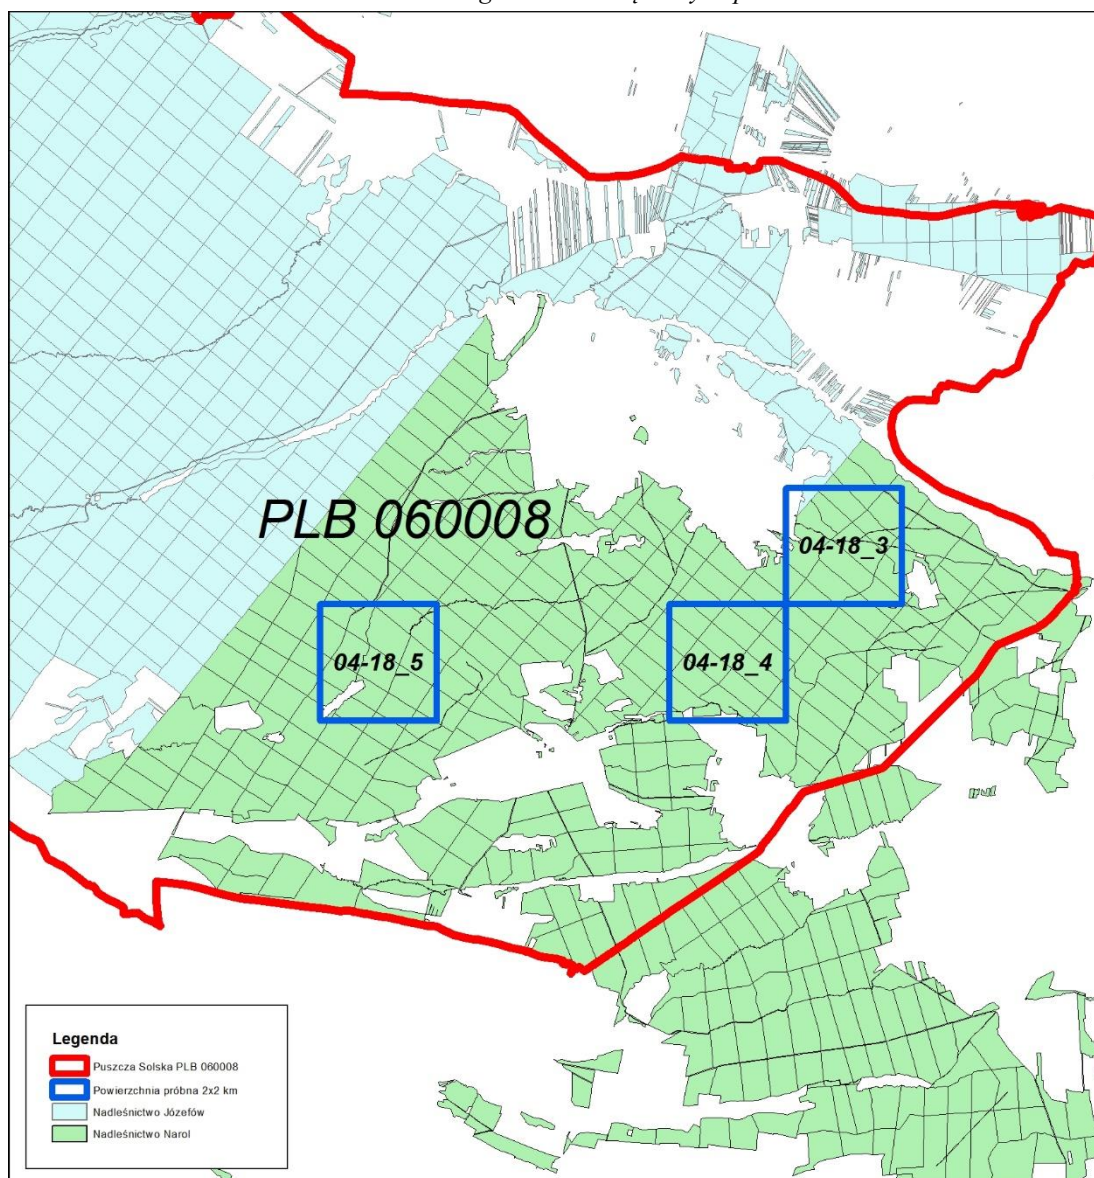 PLB 060008
04-18_3
04-18_5
04-18_4
Legenda
Puszcza Solska PLB 060008
Powierzchnia próbna 2x2 km
Nadleśnictwo Józefów
Nadleśnictwo Narol